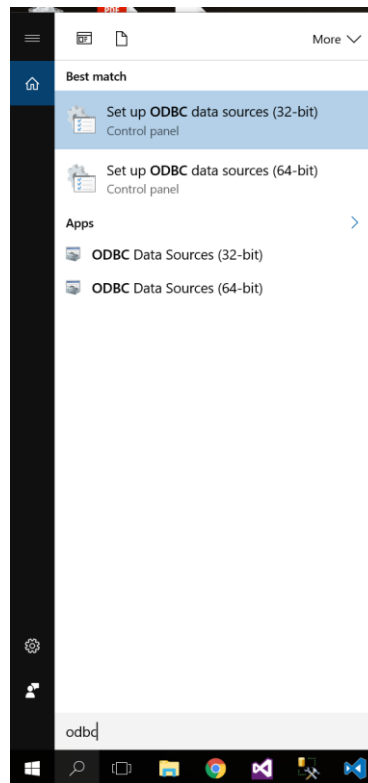 PDF
More
Best match
Set up ODBC data sources (32-bit)
Control panel
Set up ODBC data sources (64-bit)
Control panel
Apps
ODBC Data Sources (32-bit)
ODBC Data Sources (64-bit)
odbc